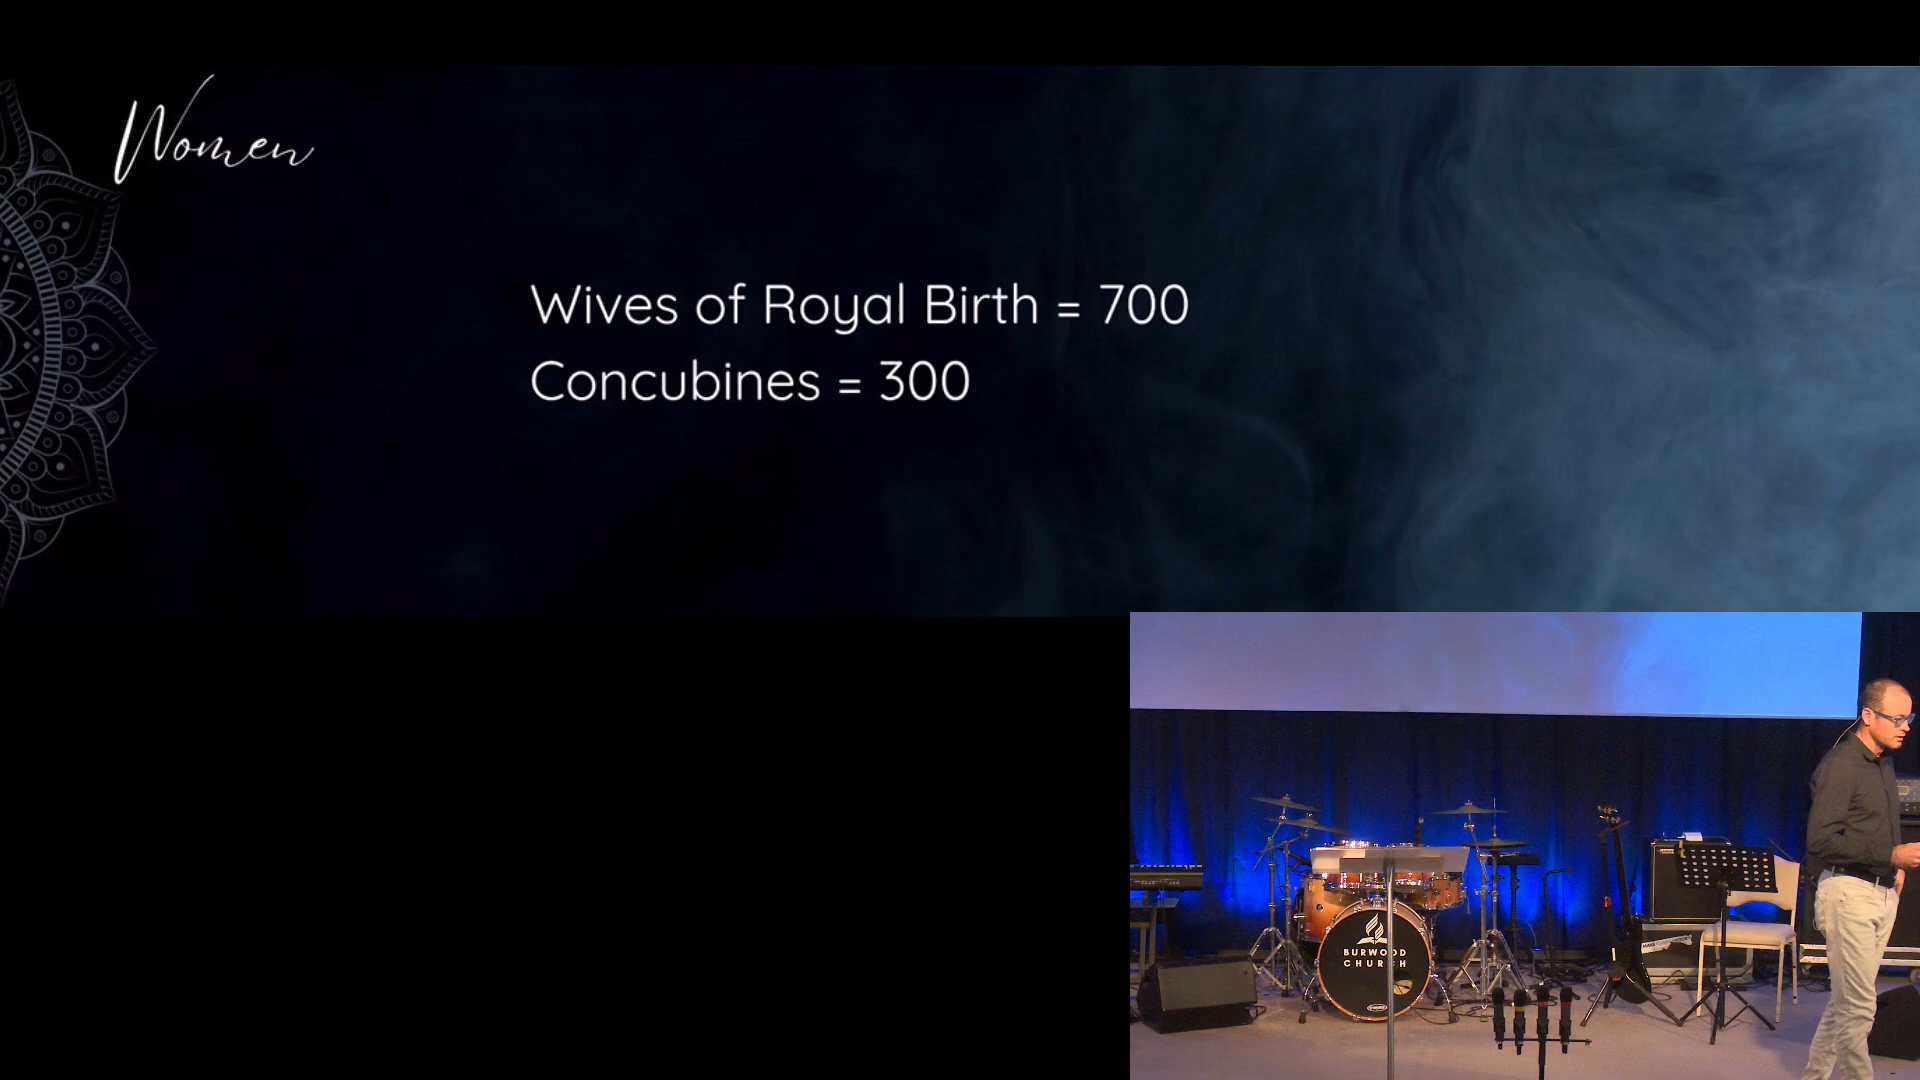 Women
Wives of Royal Birth = 700
Concubines = 300
BURWOOD
CHURCH